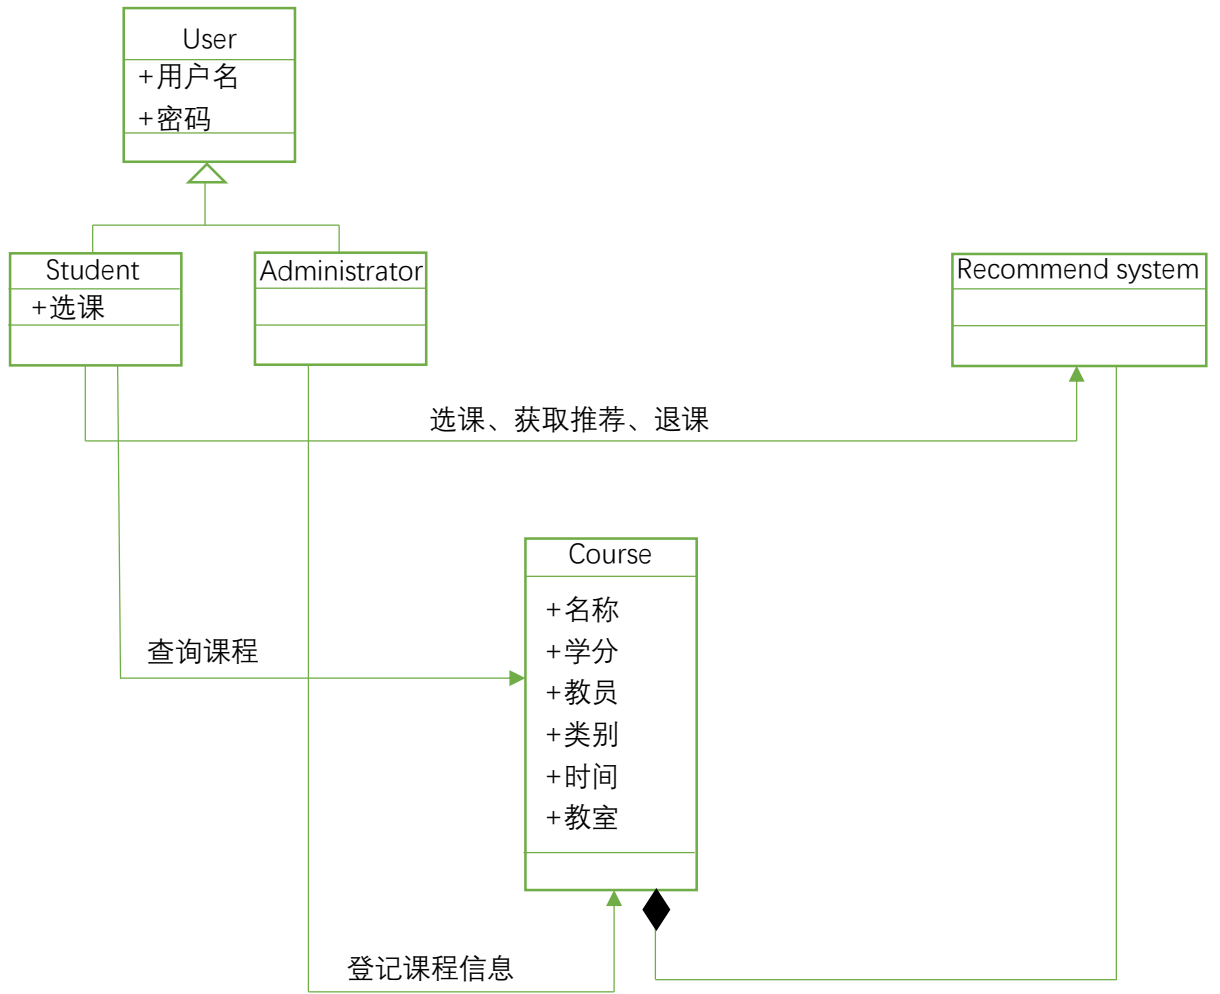 User
+用户名
+密码
Student
+选课
Administrator
Recommend system
选课、获取推荐、退课
Course
+名称
+学分
+教员
+类别
+时间
+教室
查询课程
登记课程信息